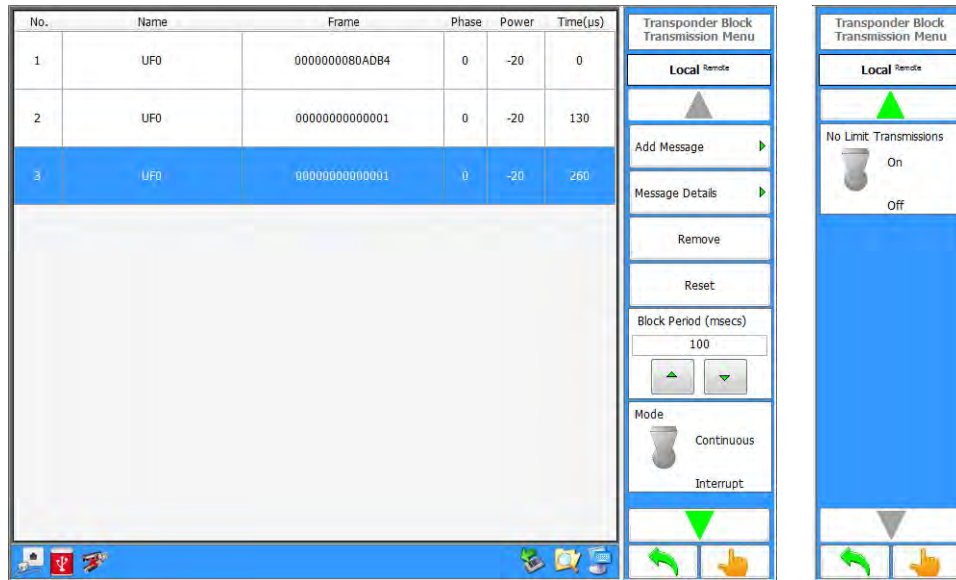 No. Name Frame Phase Power Time(µs)
1 UF0 0000000080ADB4 0 -20 0
2 UF0 00000000000001 0 -20 130
3 UF0 00000000000001 0 -20 260
Transponder Block
Transmission Menu
Local Remote
Add Message
Message Details
Remove
Reset
Block Period (msecs)
100
Mode
Continuous
Interrupt
Transponder Block
Transmission Menu
Local Remote
No Limit Transmissions
On
Off